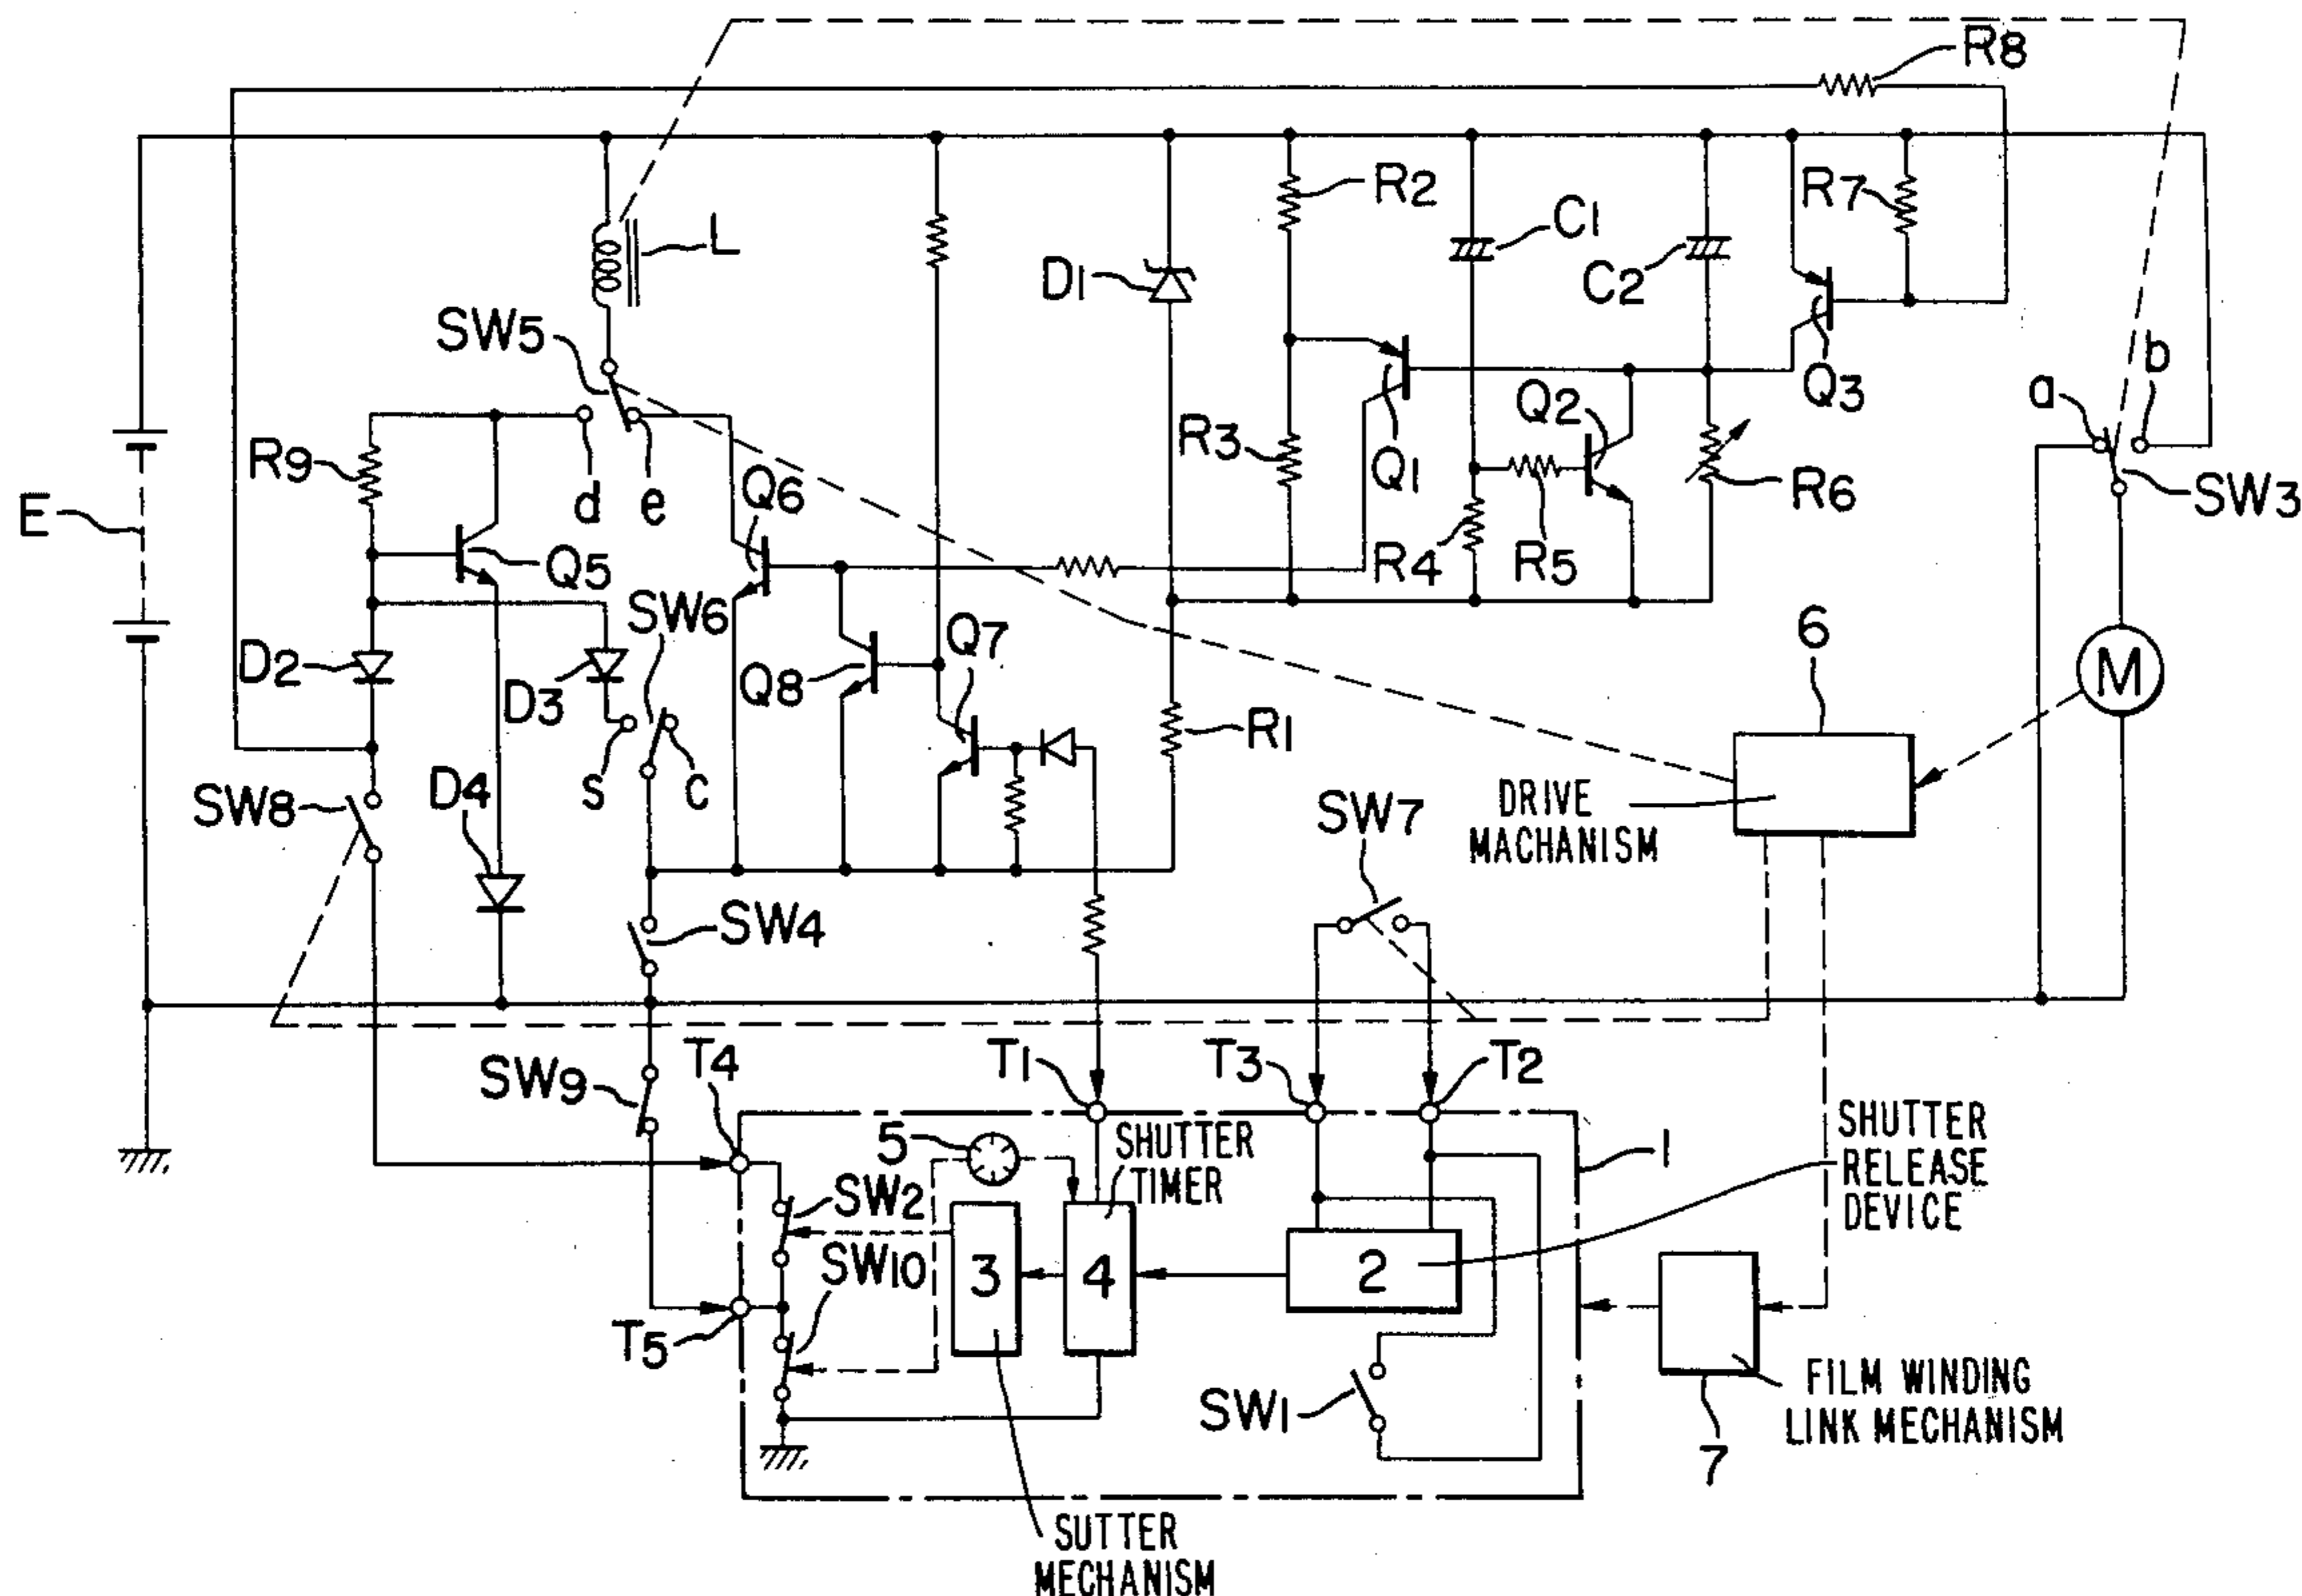 R8
R2
C1
R7
L
D1
C2
SW5
Q3
b
a
R9
Q2
R3
Q1
d
e
Q6
R6
SW3
E
Q5
R4
R5
SW6
6
D2
Q7
M
Q8
D3
R1
S
C
SW8
D4
SW7
DRIVE
MACHANISM
SW4
T4
T1
T3
T2
SW9
5
SHUTTER
TIMER
SHUTTER
RELEASE
DEVICE
1
SW2
SW10
3
4
2
T5
SW1
FILM WINDING
LINK MECHANISM
7
SUTTER
MECHANISM